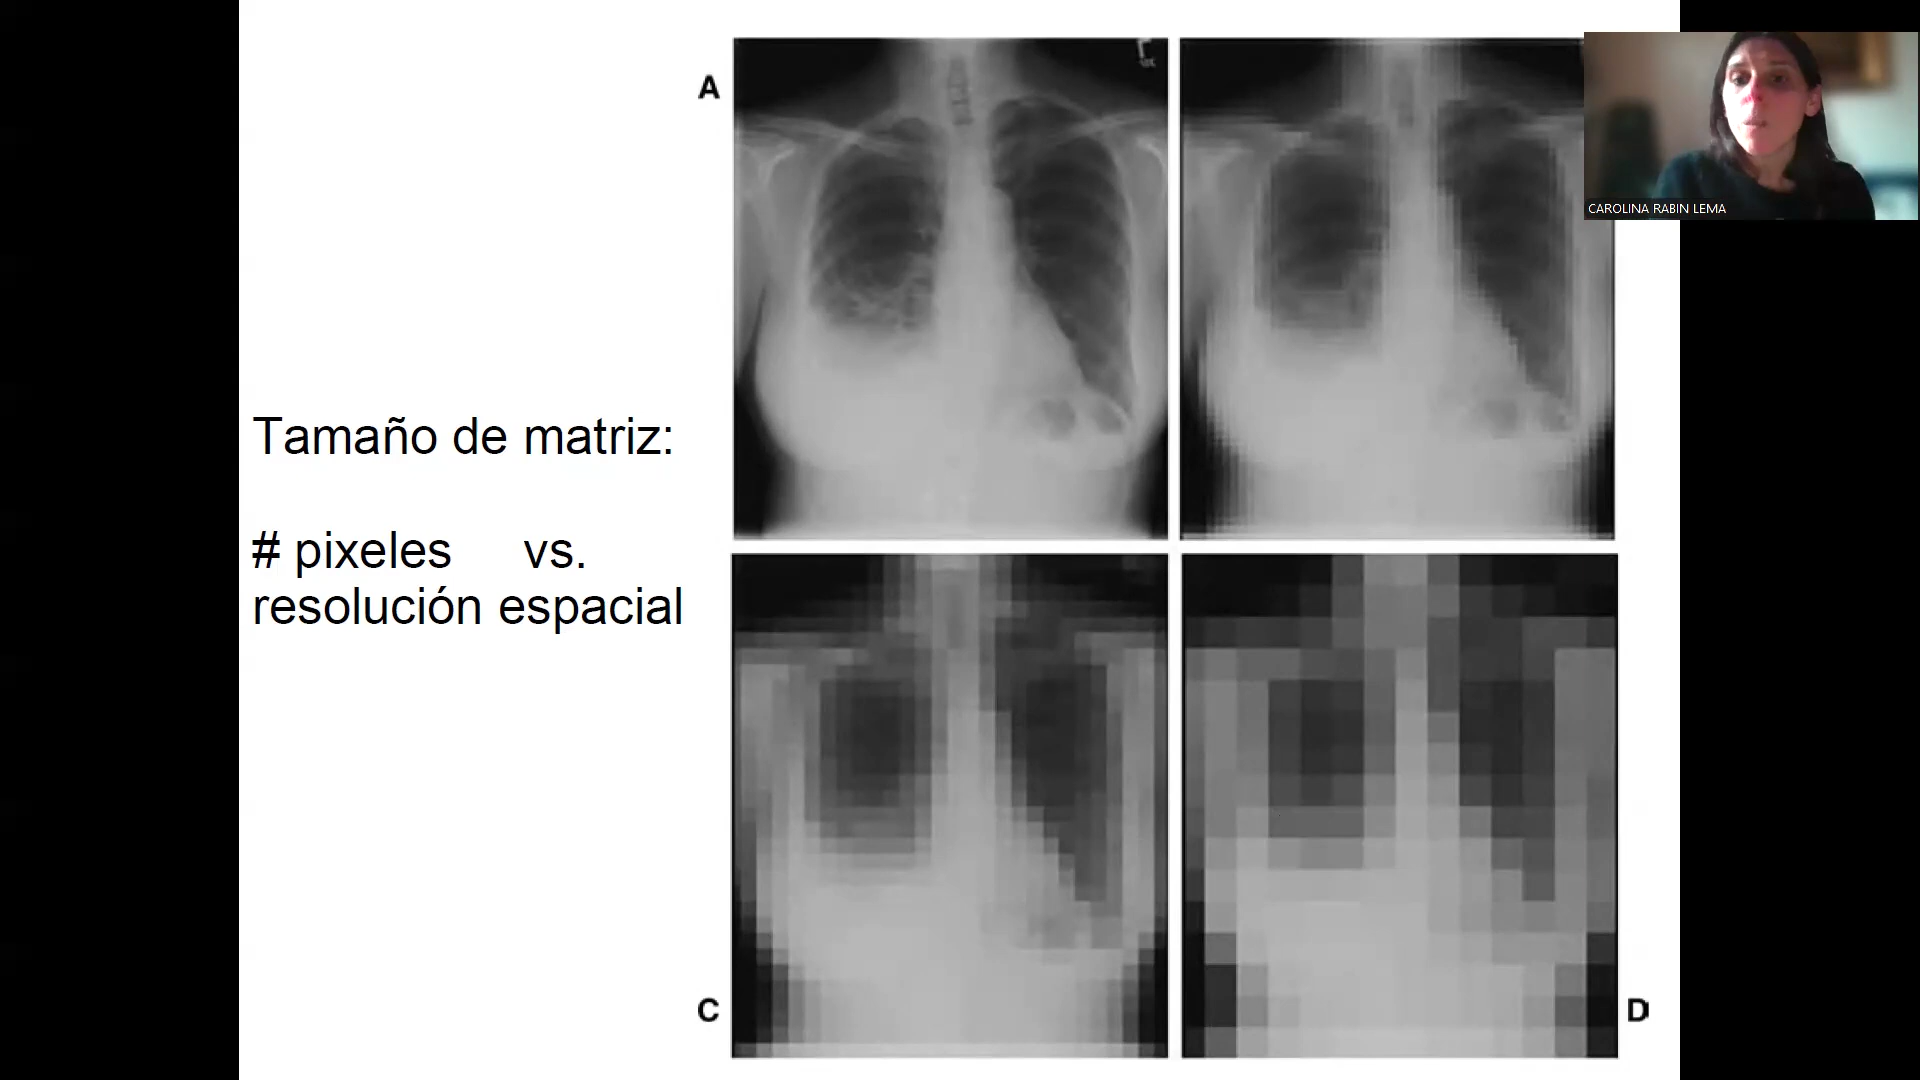 A
CAROLINA RABIN LEMA
Tamaño de matriz:
# pixeles vs.
resolución espacial
C
D